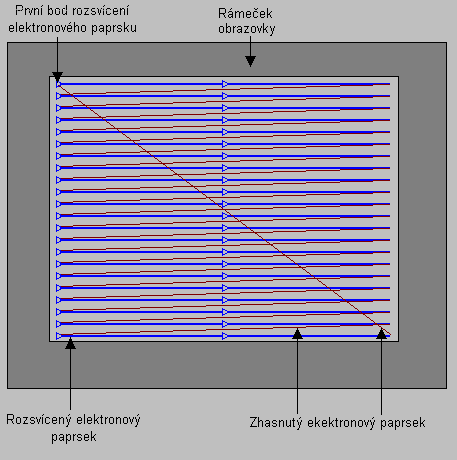 První bod rozsvícení
elektronového paprsku
Rámeček
obrazovky
Rozsvícený elektronový
paprsek
Zhasnutý ekektronový paprsek